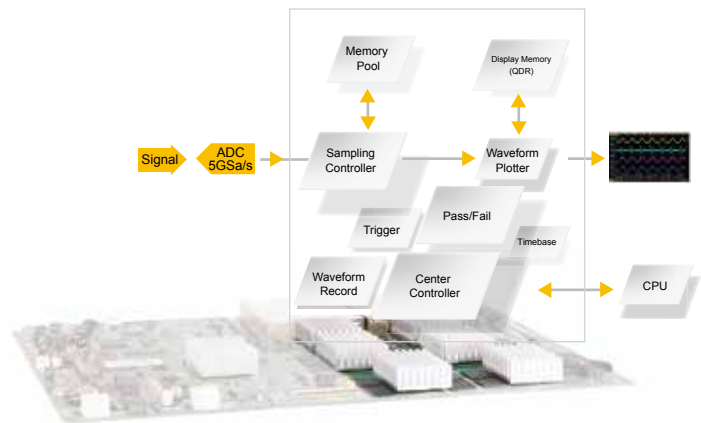 Memory
Pool
Display Memory
(QDR)
Signal
ADC
5GSa/s
Sampling
Controller
Waveform
Plotter
Pass/Fail
Trigger
Timebase
Waveform
Record
Center
Controller
CPU